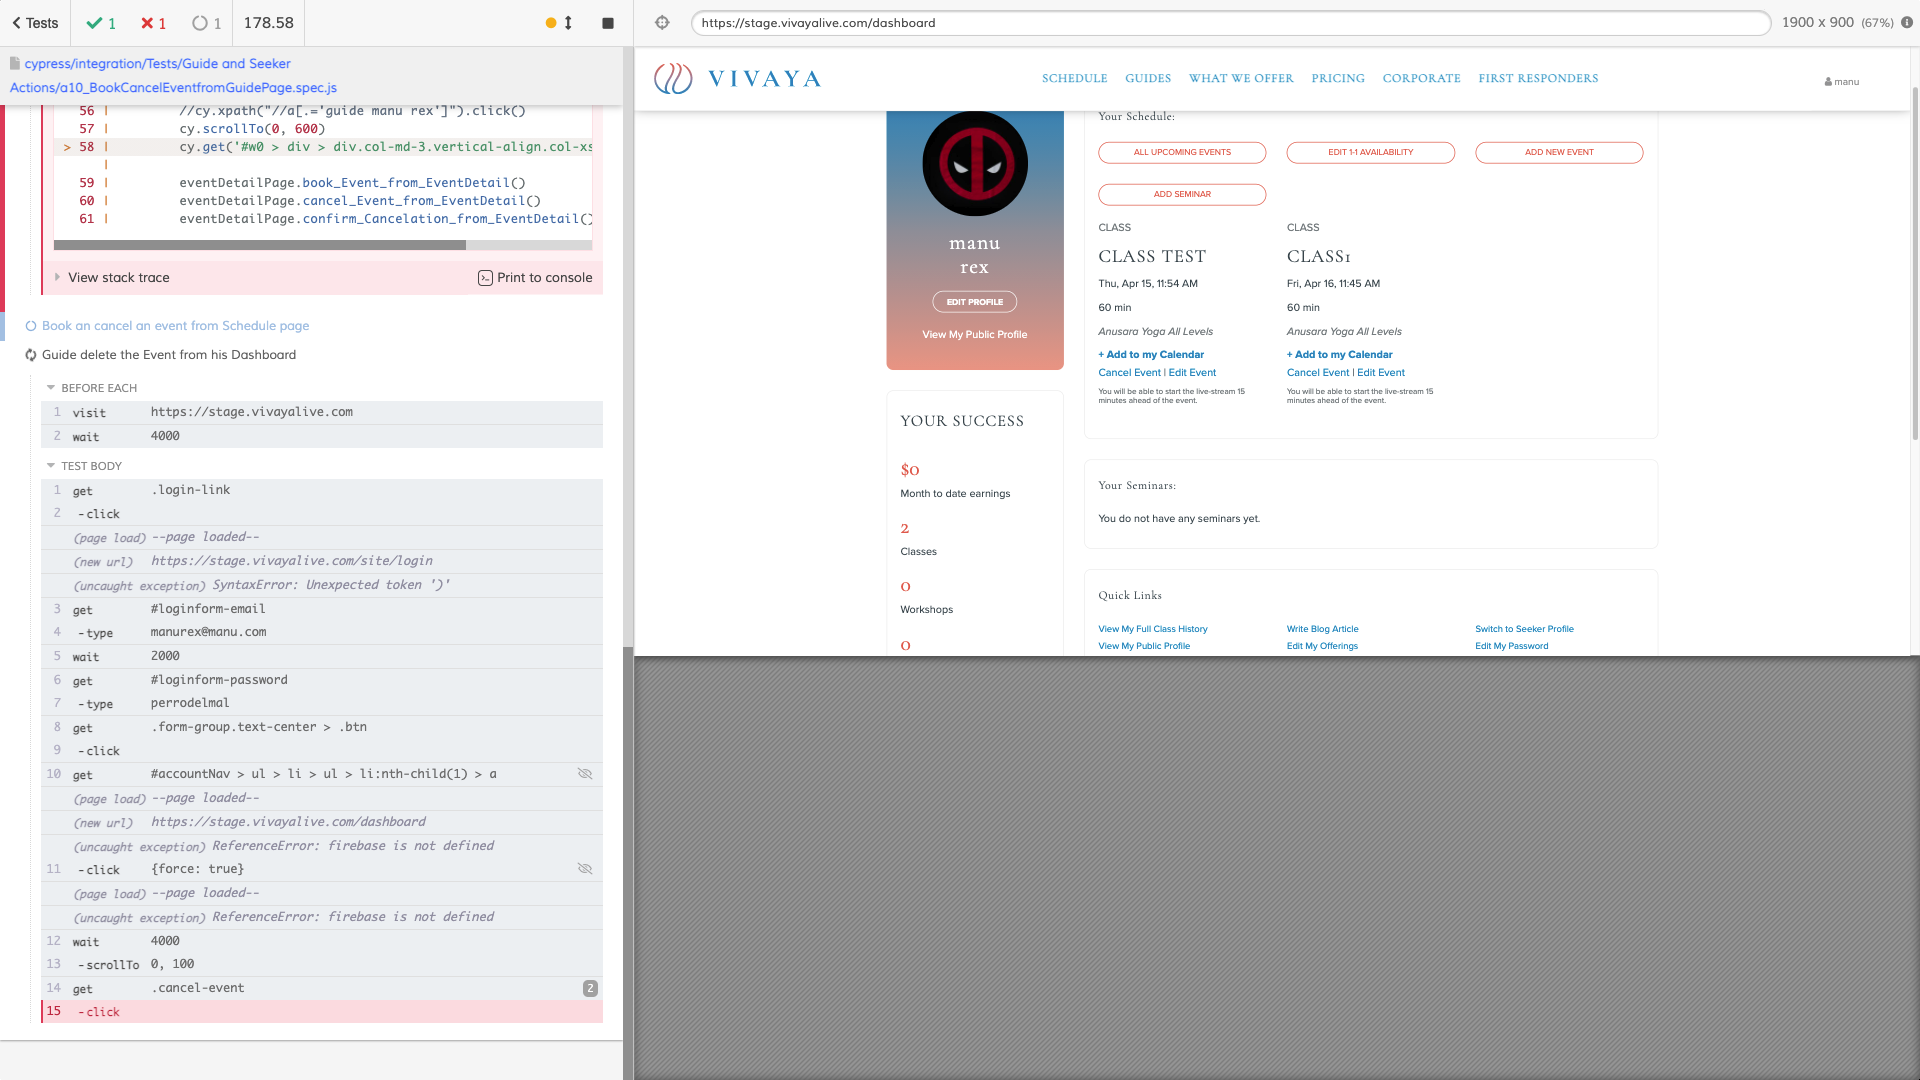 Tests
1
1
1
178.58
cypress/integration/Tests/Guide and Seeker
Actions/a10_BookCancelEventfromGuidePage.spec.js
56 | //cy.xpath("//a[.='guide manu rex']").click()
57 | cy.scrollTo(0, 600)
> 58 | cy.get('#w0 > div > div.col-md-3.vertical-align.col-xs
|
59 | eventDetailPage.book_Event_from_EventDetail()
60 | eventDetailPage.cancel_Event_from_EventDetail()
61 | eventDetailPage.confirm_Cancelation_from_EventDetail()
View stack trace
Print to console
Book an cancel an event from Schedule page
Guide delete the Event from his Dashboard
BEFORE EACH
1 visit https://stage.vivayalive.com
2 wait 4000
TEST BODY
1 get .login-link
2 -click
(page load) --page loaded--
(new url) https://stage.vivayalive.com/site/login
(uncaught exception) SyntaxError: Unexpected token ')'
3 get #loginform-email
4 -type manurex@manu.com
5 wait 2000
6 get #loginform-password
7 -type perrodelmal
8 get .form-group.text-center > .btn
9 -click
10 get #accountNav > ul > li > ul > li:nth-child(1) > a
(page load) --page loaded--
(new url) https://stage.vivayalive.com/dashboard
(uncaught exception) ReferenceError: firebase is not defined
11 -click {force: true}
(page load) --page loaded--
(uncaught exception) ReferenceError: firebase is not defined
12 wait 4000
13 -scrollTo 0, 100
14 get .cancel-event 2
15 -click
https://stage.vivayalive.com/dashboard
1900 x 900 (67%)
VIVAYA
SCHEDULE GUIDES WHAT WE OFFER PRICING CORPORATE FIRST RESPONDERS
manu
manu
rex
EDIT PROFILE
View My Public Profile
YOUR SUCCESS
$0
Month to date earnings
2
Classes
0
Workshops
0
Your Schedule:
ALL UPCOMING EVENTS
EDIT 1-1 AVAILABILITY
ADD NEW EVENT
ADD SEMINAR
CLASS
CLASS TEST
Thu, Apr 15, 11:54 AM
60 min
Anusara Yoga All Levels
+ Add to my Calendar
Cancel Event | Edit Event
You will be able to start the live-stream 15
minutes ahead of the event.
CLASS
CLASS1
Fri, Apr 16, 11:45 AM
60 min
Anusara Yoga All Levels
+ Add to my Calendar
Cancel Event | Edit Event
You will be able to start the live-stream 15
minutes ahead of the event.
Your Seminars:
You do not have any seminars yet.
Quick Links
View My Full Class History
Write Blog Article
Switch to Seeker Profile
View My Public Profile
Edit My Offerings
Edit My Password